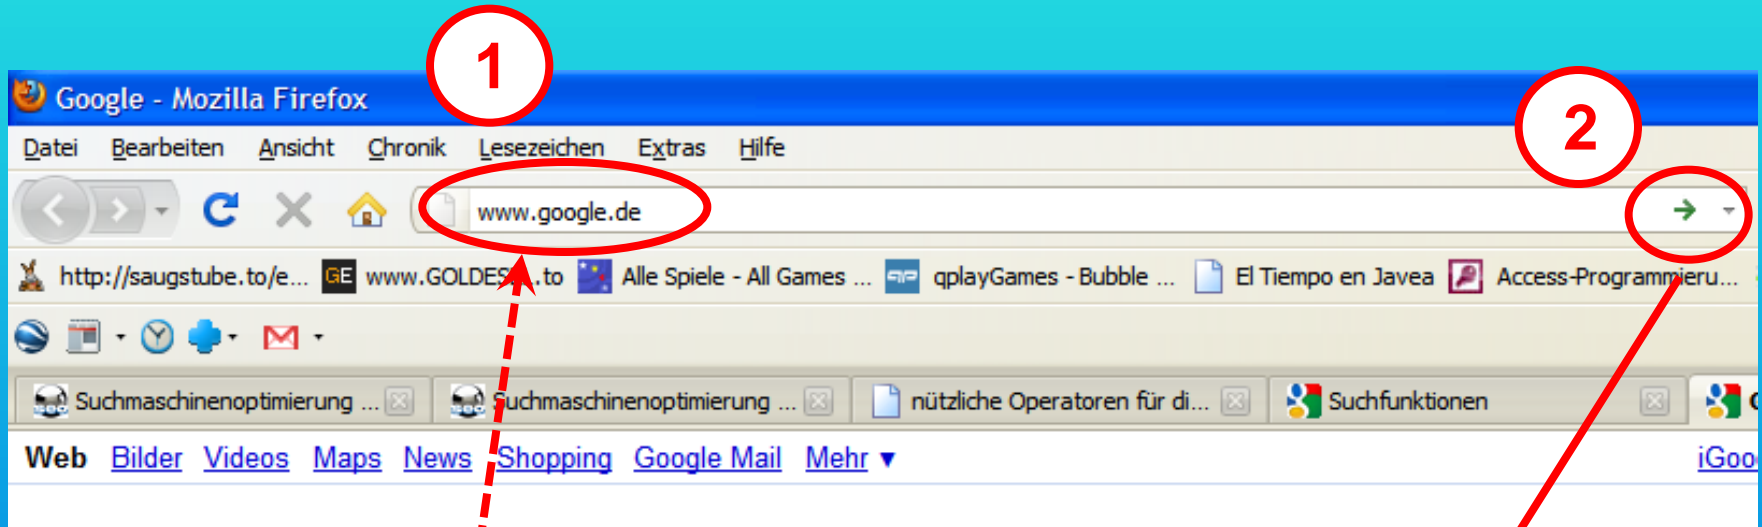 1
2
Google - Mozilla Firefox
Datei Bearbeiten Ansicht Chronik Lesezeichen Extras Hilfe
www.google.de
http://saugstube.to/e... GE www.GOLDES...to Alle Spiele - All Games ... qplayGames - Bubble ... El Tiempo en Javea Access-Programmieru...
Suchmaschinenoptimierung ... Suchmaschinenoptimierung ... nützliche Operatoren für di... Suchfunktionen
Web Bilder Videos Maps News Shopping Google Mail Mehr ▼ iGoo